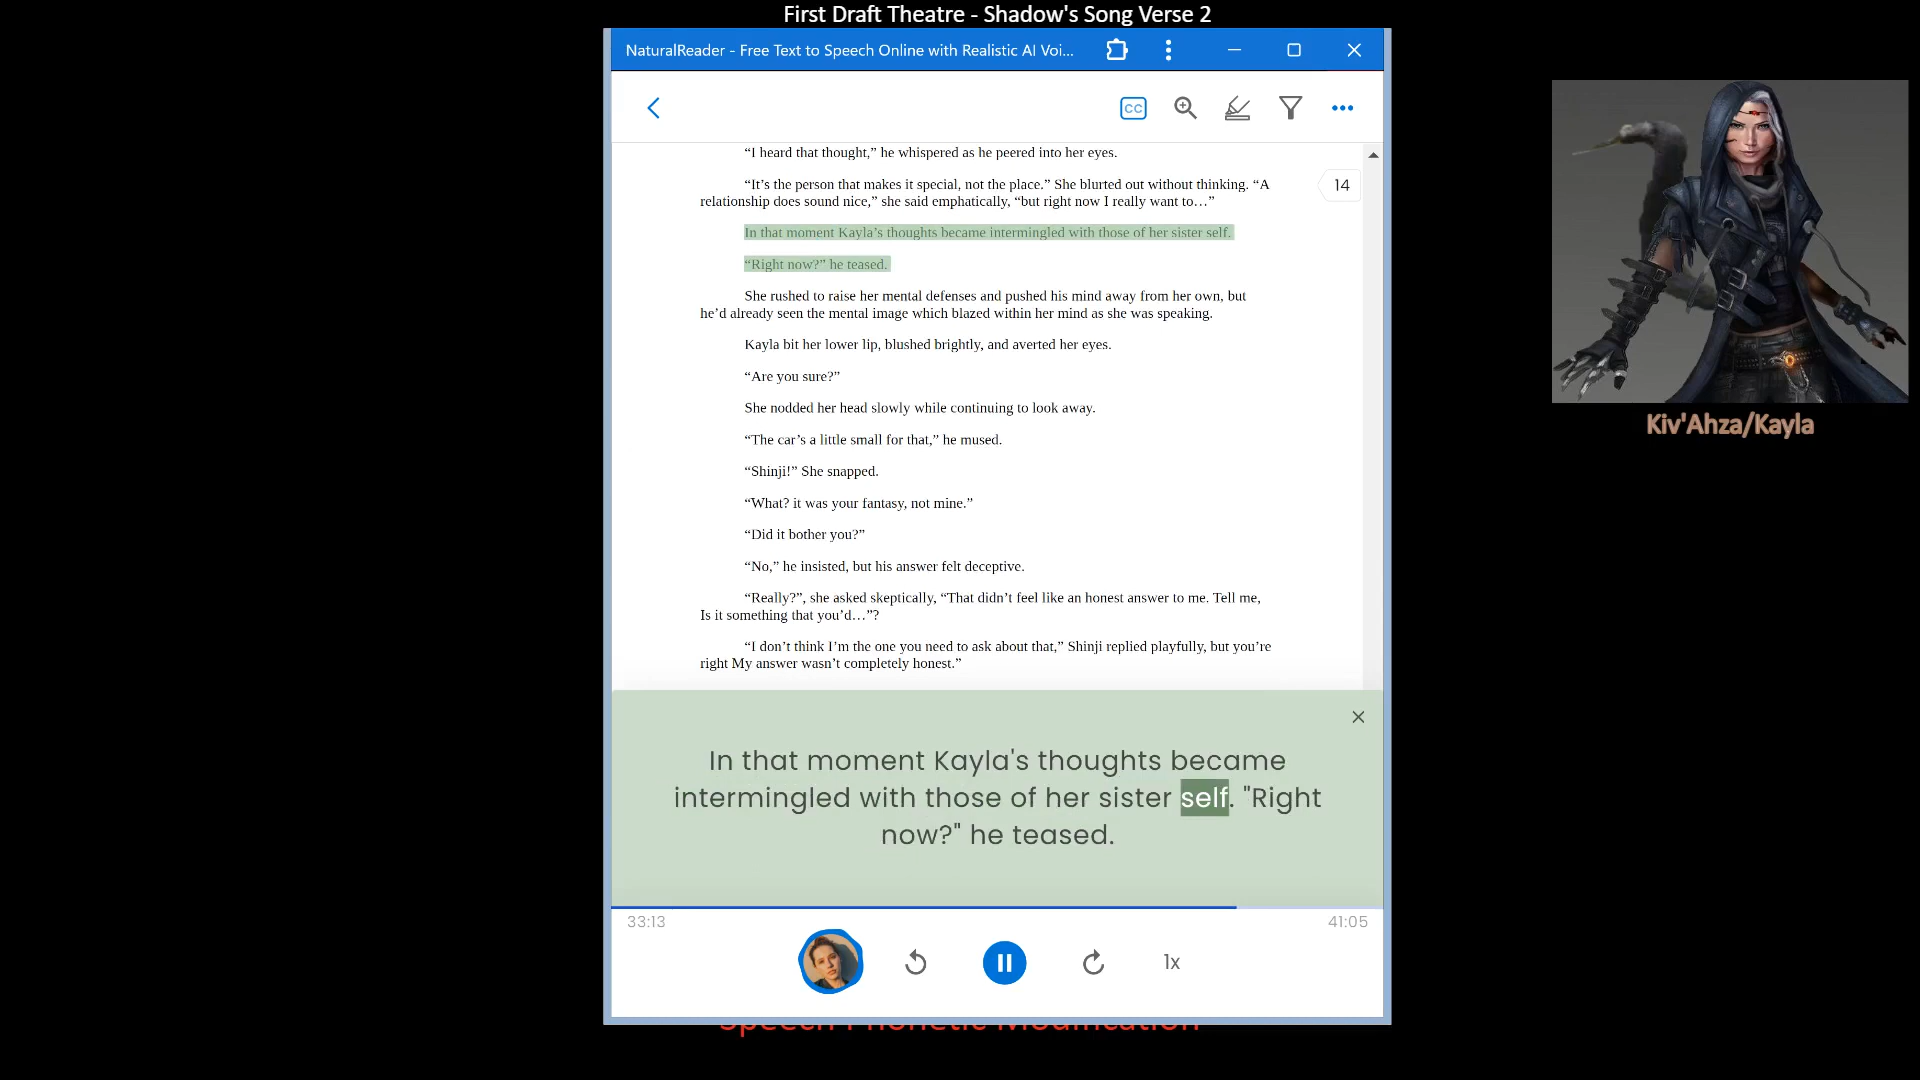 First Draft Theatre - Shadow's Song Verse 2
NaturalReader - Free Text to Speech Online with Realistic AI Voi...
CC
“I heard that thought,” he whispered as he peered into her eyes.
14
“It’s the person that makes it special, not the place.” She blurted out without thinking. “A
relationship does sound nice,” she said emphatically, “but right now I really want to…”
In that moment Kayla’s thoughts became intermingled with those of her sister self.
“Right now?” he teased.
She rushed to raise her mental defenses and pushed his mind away from her own, but
he’d already seen the mental image which blazed within her mind as she was speaking.
Kayla bit her lower lip, blushed brightly, and averted her eyes.
“Are you sure?”
She nodded her head slowly while continuing to look away.
“The car’s a little small for that,” he mused.
“Shinji!” She snapped.
“What? it was your fantasy, not mine.”
“Did it bother you?”
“No,” he insisted, but his answer felt deceptive.
“Really?”, she asked skeptically, “That didn’t feel like an honest answer to me. Tell me,
Is it something that you’d…”?
“I don’t think I’m the one you need to ask about that,” Shinji replied playfully, but you’re
right My answer wasn’t completely honest.”
In that moment Kayla's thoughts became
intermingled with those of her sister self. "Right
now?" he teased.
33:13
41:05
1x
Speech Phonetic Modification
Kiv'Ahza/Kayla